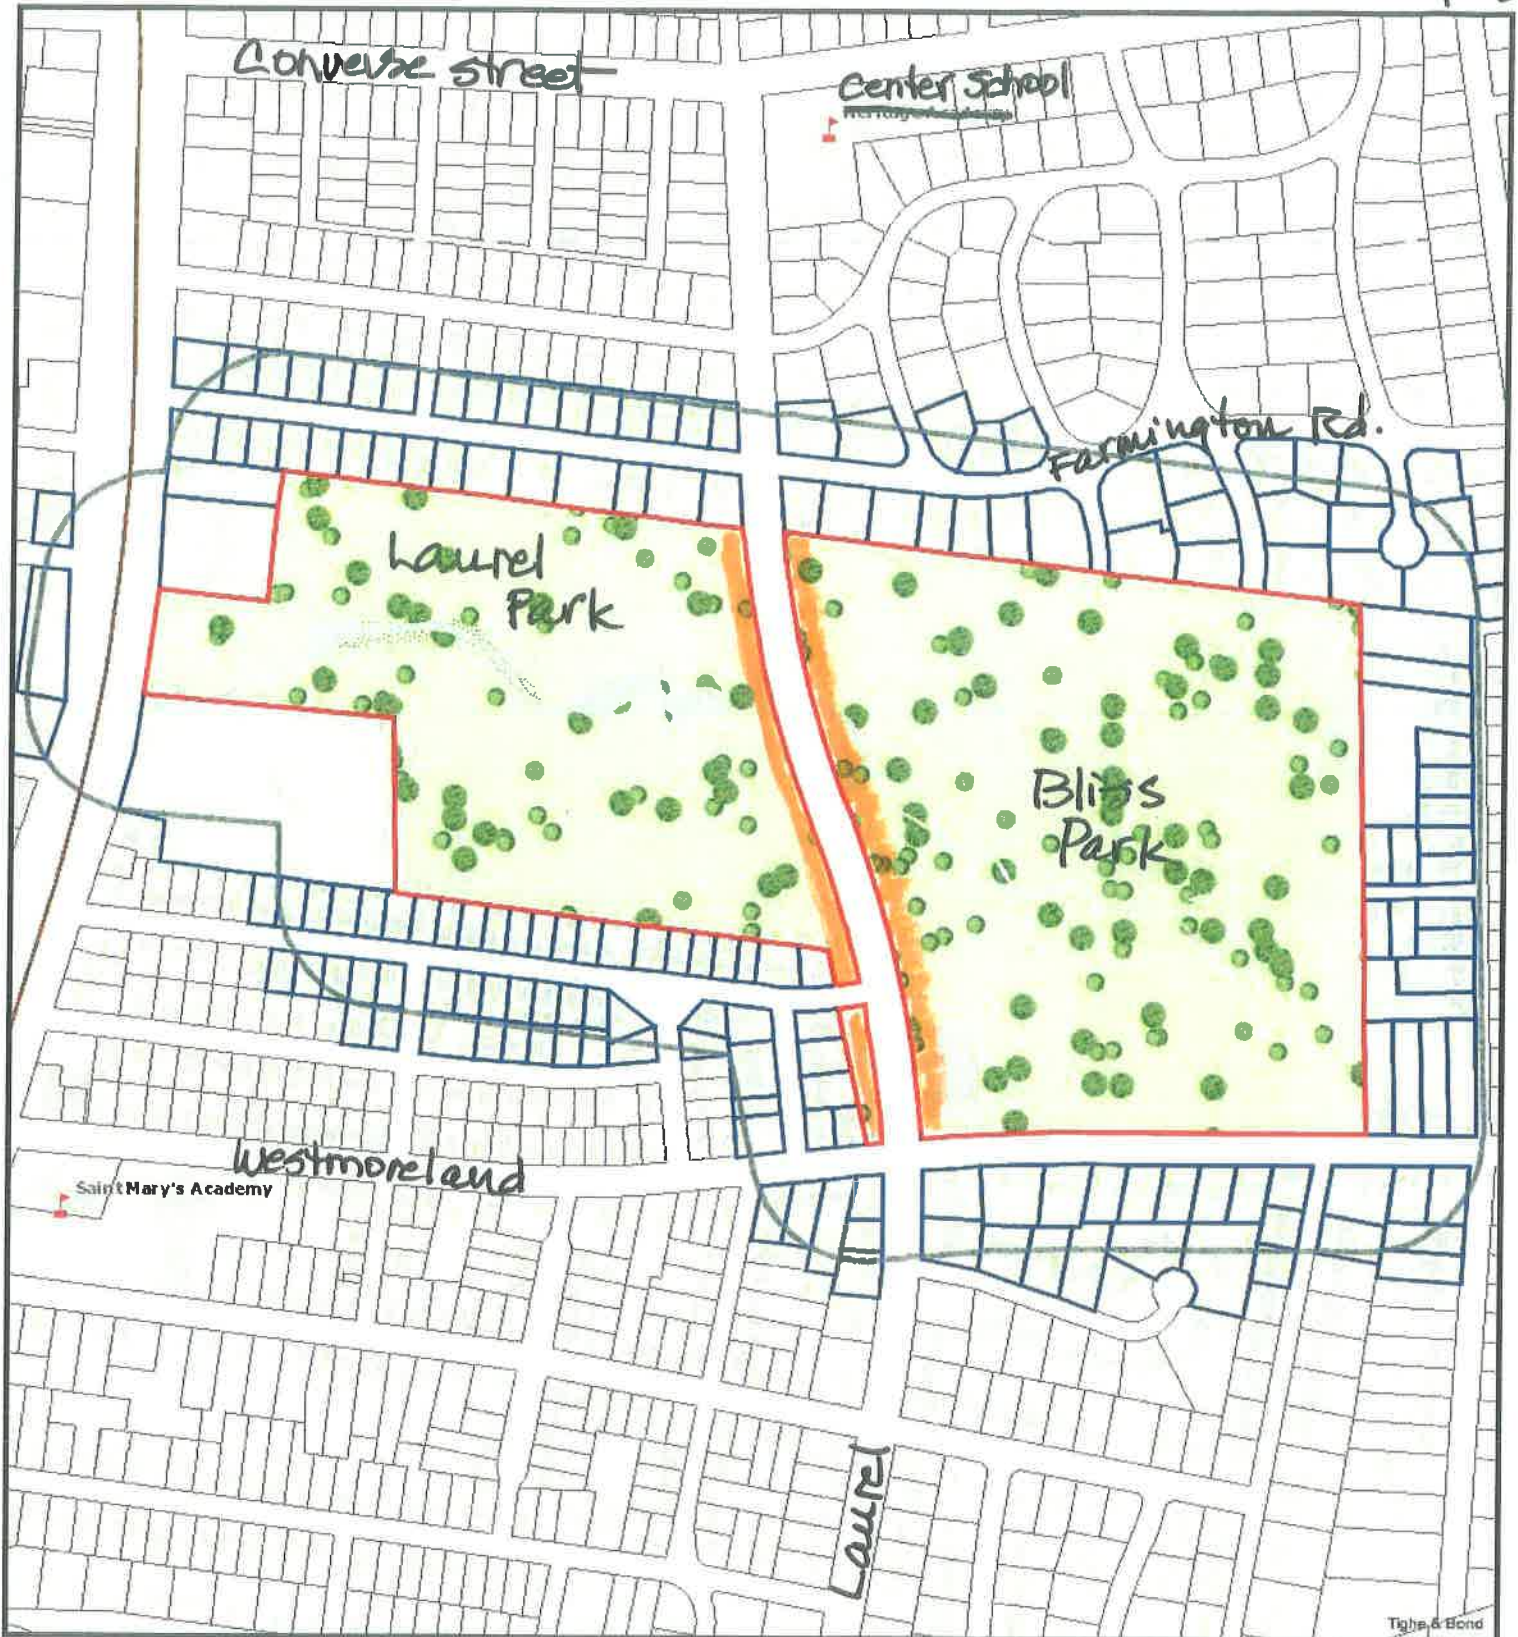 Converse street
Center School
Farmington Rd.
Laurel
Park
Bliss
Park
Westmoreland
Saint Mary's Academy
Laurel
Tighe & Bond